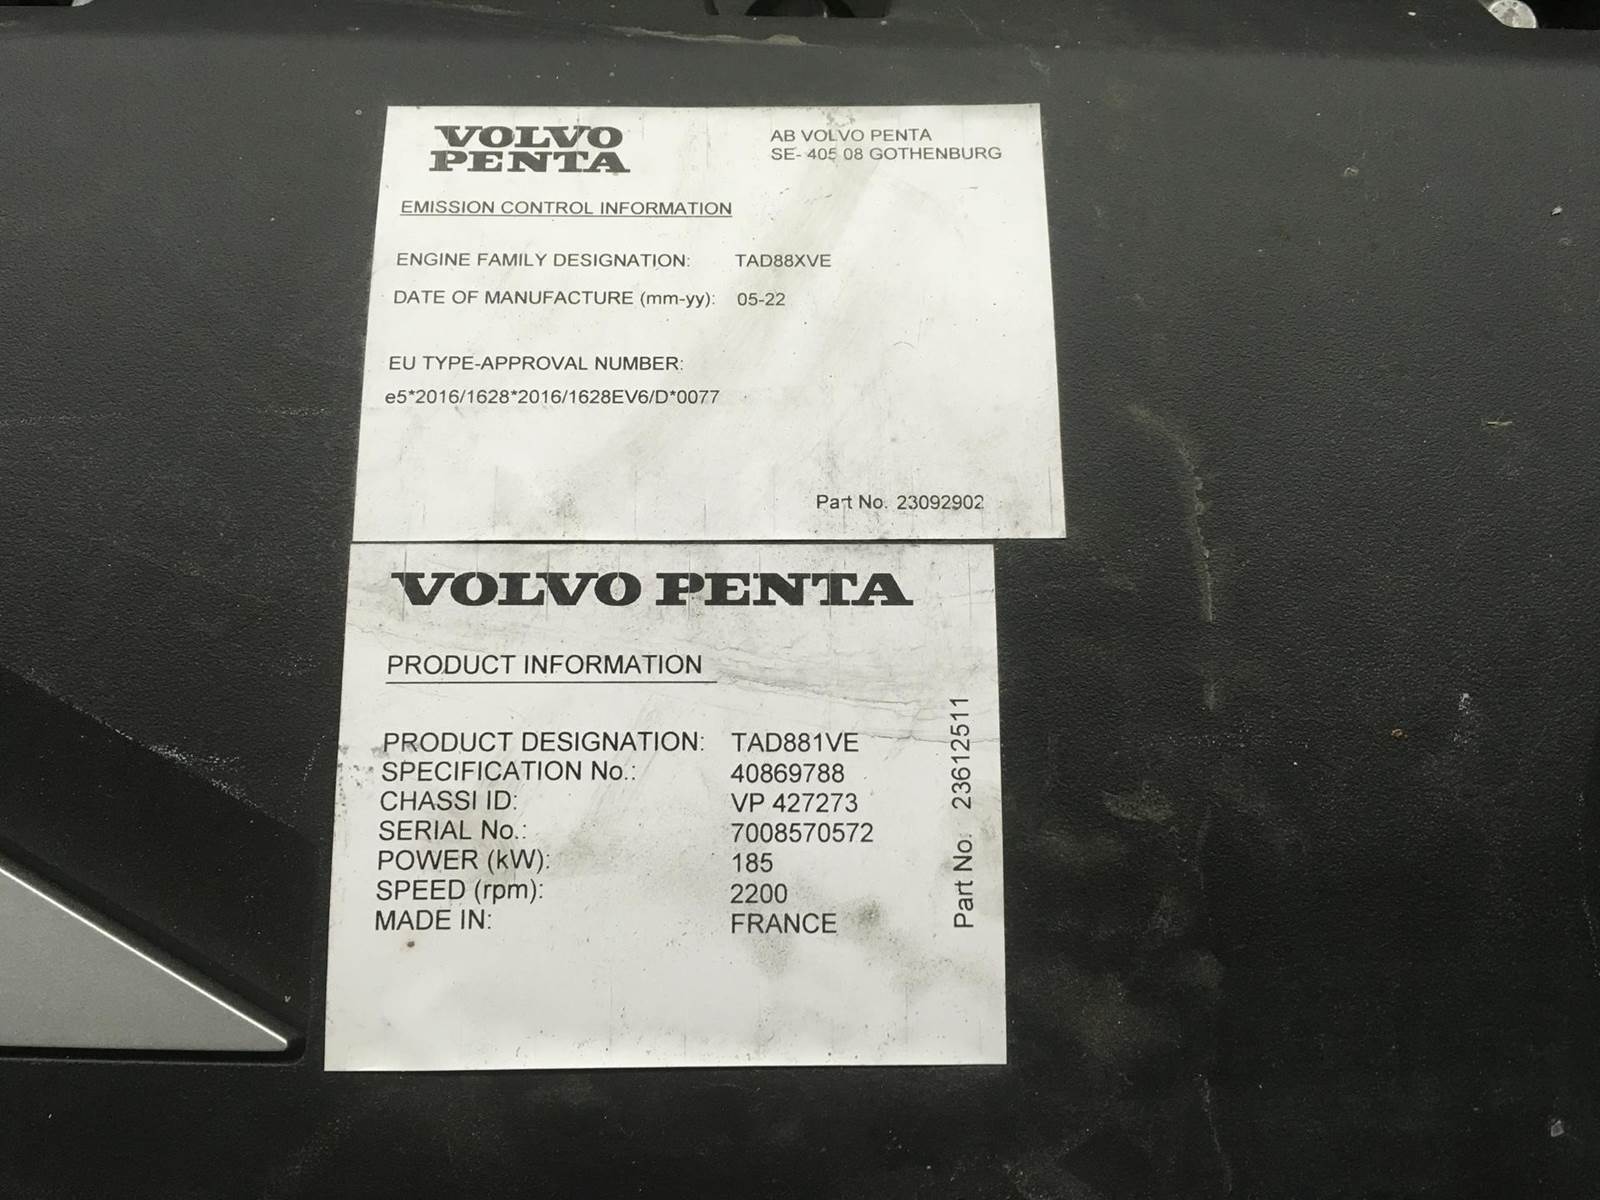 VOLVO
PENTA
AB VOLVO PENTA
SE- 405 08 GOTHENBURG
EMISSION CONTROL INFORMATION
ENGINE FAMILY DESIGNATION: TAD88XVE
DATE OF MANUFACTURE (mm-yy): 05-22
EU TYPE-APPROVAL NUMBER:
e5*2016/1628*2016/1628EV6/D*0077
Part No. 23092902
VOLVO PENTA
PRODUCT INFORMATION
PRODUCT DESIGNATION: TAD881VE
SPECIFICATION No.: 40869788
CHASSI ID: VP 427273
SERIAL No.: 7008570572
POWER (kW): 185
SPEED (rpm): 2200
MADE IN: FRANCE
Part No. 23612511